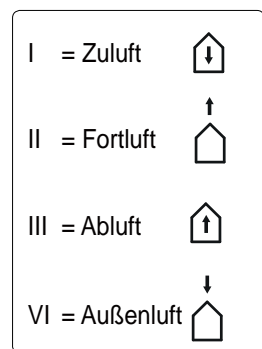 I = Zuluft
II = Fortluft
III = Abluft
VI = Außenluft